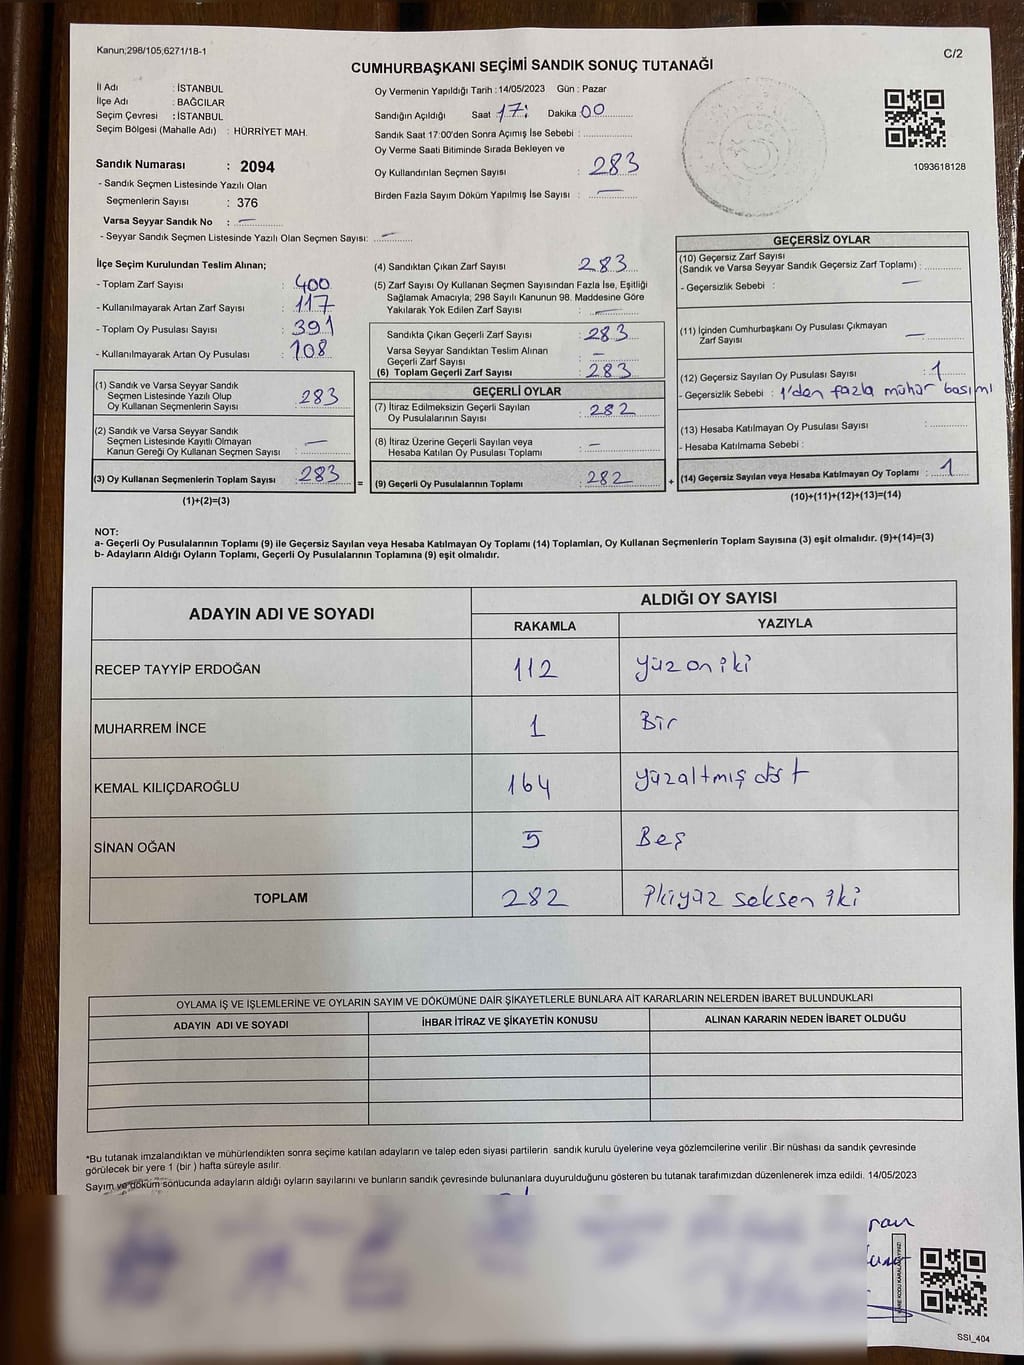 Kanun;298/105,6271/18-1
C/2
CUMHURBAŞKANI SEÇİMİ SANDIK SONUÇ TUTANAĞI
İl Adı : İSTANBUL
İlçe Adı : BAĞCILAR
Seçim Çevresi : İSTANBUL
Seçim Bölgesi (Mahalle Adı) : HÜRRİYET MAH.
Sandık Numarası : 2094
- Sandık Seçmen Listesinde Yazılı Olan
Seçmenlerin Sayısı : 376
Varsa Seyyar Sandık No : —
- Seyyar Sandık Seçmen Listesinde Yazılı Olan Seçmen Sayısı: —
Oy Vermenin Yapıldığı Tarih : 14/05/2023 Gün : Pazar
Sandığın Açıldığı Saat 17: Dakika 00
Sandık Saat 17:00'den Sonra Açımış İse Sebebi :
Oy Verme Saati Bitiminde Sırada Bekleyen ve
Oy Kullandırılan Seçmen Sayısı : 283
Birden Fazla Sayım Döküm Yapılmış İse Sayısı : —
1093618128
İlçe Seçim Kurulundan Teslim Alınan;
- Toplam Zarf Sayısı : 400
- Kullanılmayarak Artan Zarf Sayısı : 117
- Toplam Oy Pusulası Sayısı : 391
- Kullanılmayarak Artan Oy Pusulası : 108
(1) Sandık ve Varsa Seyyar Sandık
Seçmen Listesinde Yazılı Olup
Oy Kullanan Seçmenlerin Sayısı : 283
(2) Sandık ve Varsa Seyyar Sandık
Seçmen Listesinde Kayıtlı Olmayan
Kanun Gereği Oy Kullanan Seçmen Sayısı : —
(3) Oy Kullanan Seçmenlerin Toplam Sayısı : 283
(1)+(2)=(3)
(4) Sandıktan Çıkan Zarf Sayısı : 283
(5) Zarf Sayısı Oy Kullanan Seçmen Sayısından Fazla İse, Eşitliği
Sağlamak Amacıyla; 298 Sayılı Kanunun 98. Maddesine Göre
Yakılarak Yok Edilen Zarf Sayısı : —
Sandıkta Çıkan Geçerli Zarf Sayısı : 283
Varsa Seyyar Sandıktan Teslim Alınan
Geçerli Zarf Sayısı : —
(6) Toplam Geçerli Zarf Sayısı : 283
GEÇERLİ OYLAR
(7) İtiraz Edilmeksizin Geçerli Sayılan
Oy Pusulalarının Sayısı : 282
(8) İtiraz Üzerine Geçerli Sayılan veya
Hesaba Katılan Oy Pusulası Toplamı : —
= (9) Geçerli Oy Pusulalarının Toplamı : 282
GEÇERSİZ OYLAR
(10) Geçersiz Zarf Sayısı
(Sandık ve Varsa Seyyar Sandık Geçersiz Zarf Toplamı) :
- Geçersizlik Sebebi : —
(11) İçinden Cumhurbaşkanı Oy Pusulası Çıkmayan
Zarf Sayısı : —
(12) Geçersiz Sayılan Oy Pusulası Sayısı : 1
- Geçersizlik Sebebi : 1'den fazla mühür basımı
(13) Hesaba Katılmayan Oy Pusulası Sayısı :
- Hesaba Katılmama Sebebi :
+ (14) Geçersiz Sayılan veya Hesaba Katılmayan Oy Toplamı : 1
(10)+(11)+(12)+(13)=(14)
NOT:
a- Geçerli Oy Pusulalarının Toplamı (9) ile Geçersiz Sayılan veya Hesaba Katılmayan Oy Toplamı (14) Toplamları, Oy Kullanan Seçmenlerin Toplam Sayısına (3) eşit olmalıdır. (9)+(14)=(3)
b- Adayların Aldığı Oyların Toplamı, Geçerli Oy Pusulalarının Toplamına (9) eşit olmalıdır.
ADAYIN ADI VE SOYADI ALDIĞI OY SAYISI
RAKAMLA YAZIYLA
RECEP TAYYİP ERDOĞAN 112 yüzoniki
MUHARREM İNCE 1 Bir
KEMAL KILIÇDAROĞLU 164 yüzaltmış dört
SİNAN OĞAN 5 Beş
TOPLAM 282 İkiyüz seksen iki
OYLAMA İŞ VE İŞLEMLERİNE VE OYLARIN SAYIM VE DÖKÜMÜNE DAİR ŞİKAYETLERLE BUNLARA AİT KARARLARIN NELERDEN İBARET BULUNDUKLARI
ADAYIN ADI VE SOYADI İHBAR İTİRAZ VE ŞİKAYETİN KONUSU ALINAN KARARIN NEDEN İBARET OLDUĞU
*Bu tutanak imzalandıktan ve mühürlendikten sonra seçime katılan adayların ve talep eden siyasi partilerin sandık kurulu üyelerine veya gözlemcilerine verilir .Bir nüshası da sandık çevresinde
görülecek bir yere 1 (bir ) hafta süreyle asılır.
Sayım ve döküm sonucunda adayların aldığı oyların sayılarını ve bunların sandık çevresinde bulunanlara duyurulduğunu gösteren bu tutanak tarafımızdan düzenlenerek imza edildi. 14/05/2023
SSI_404